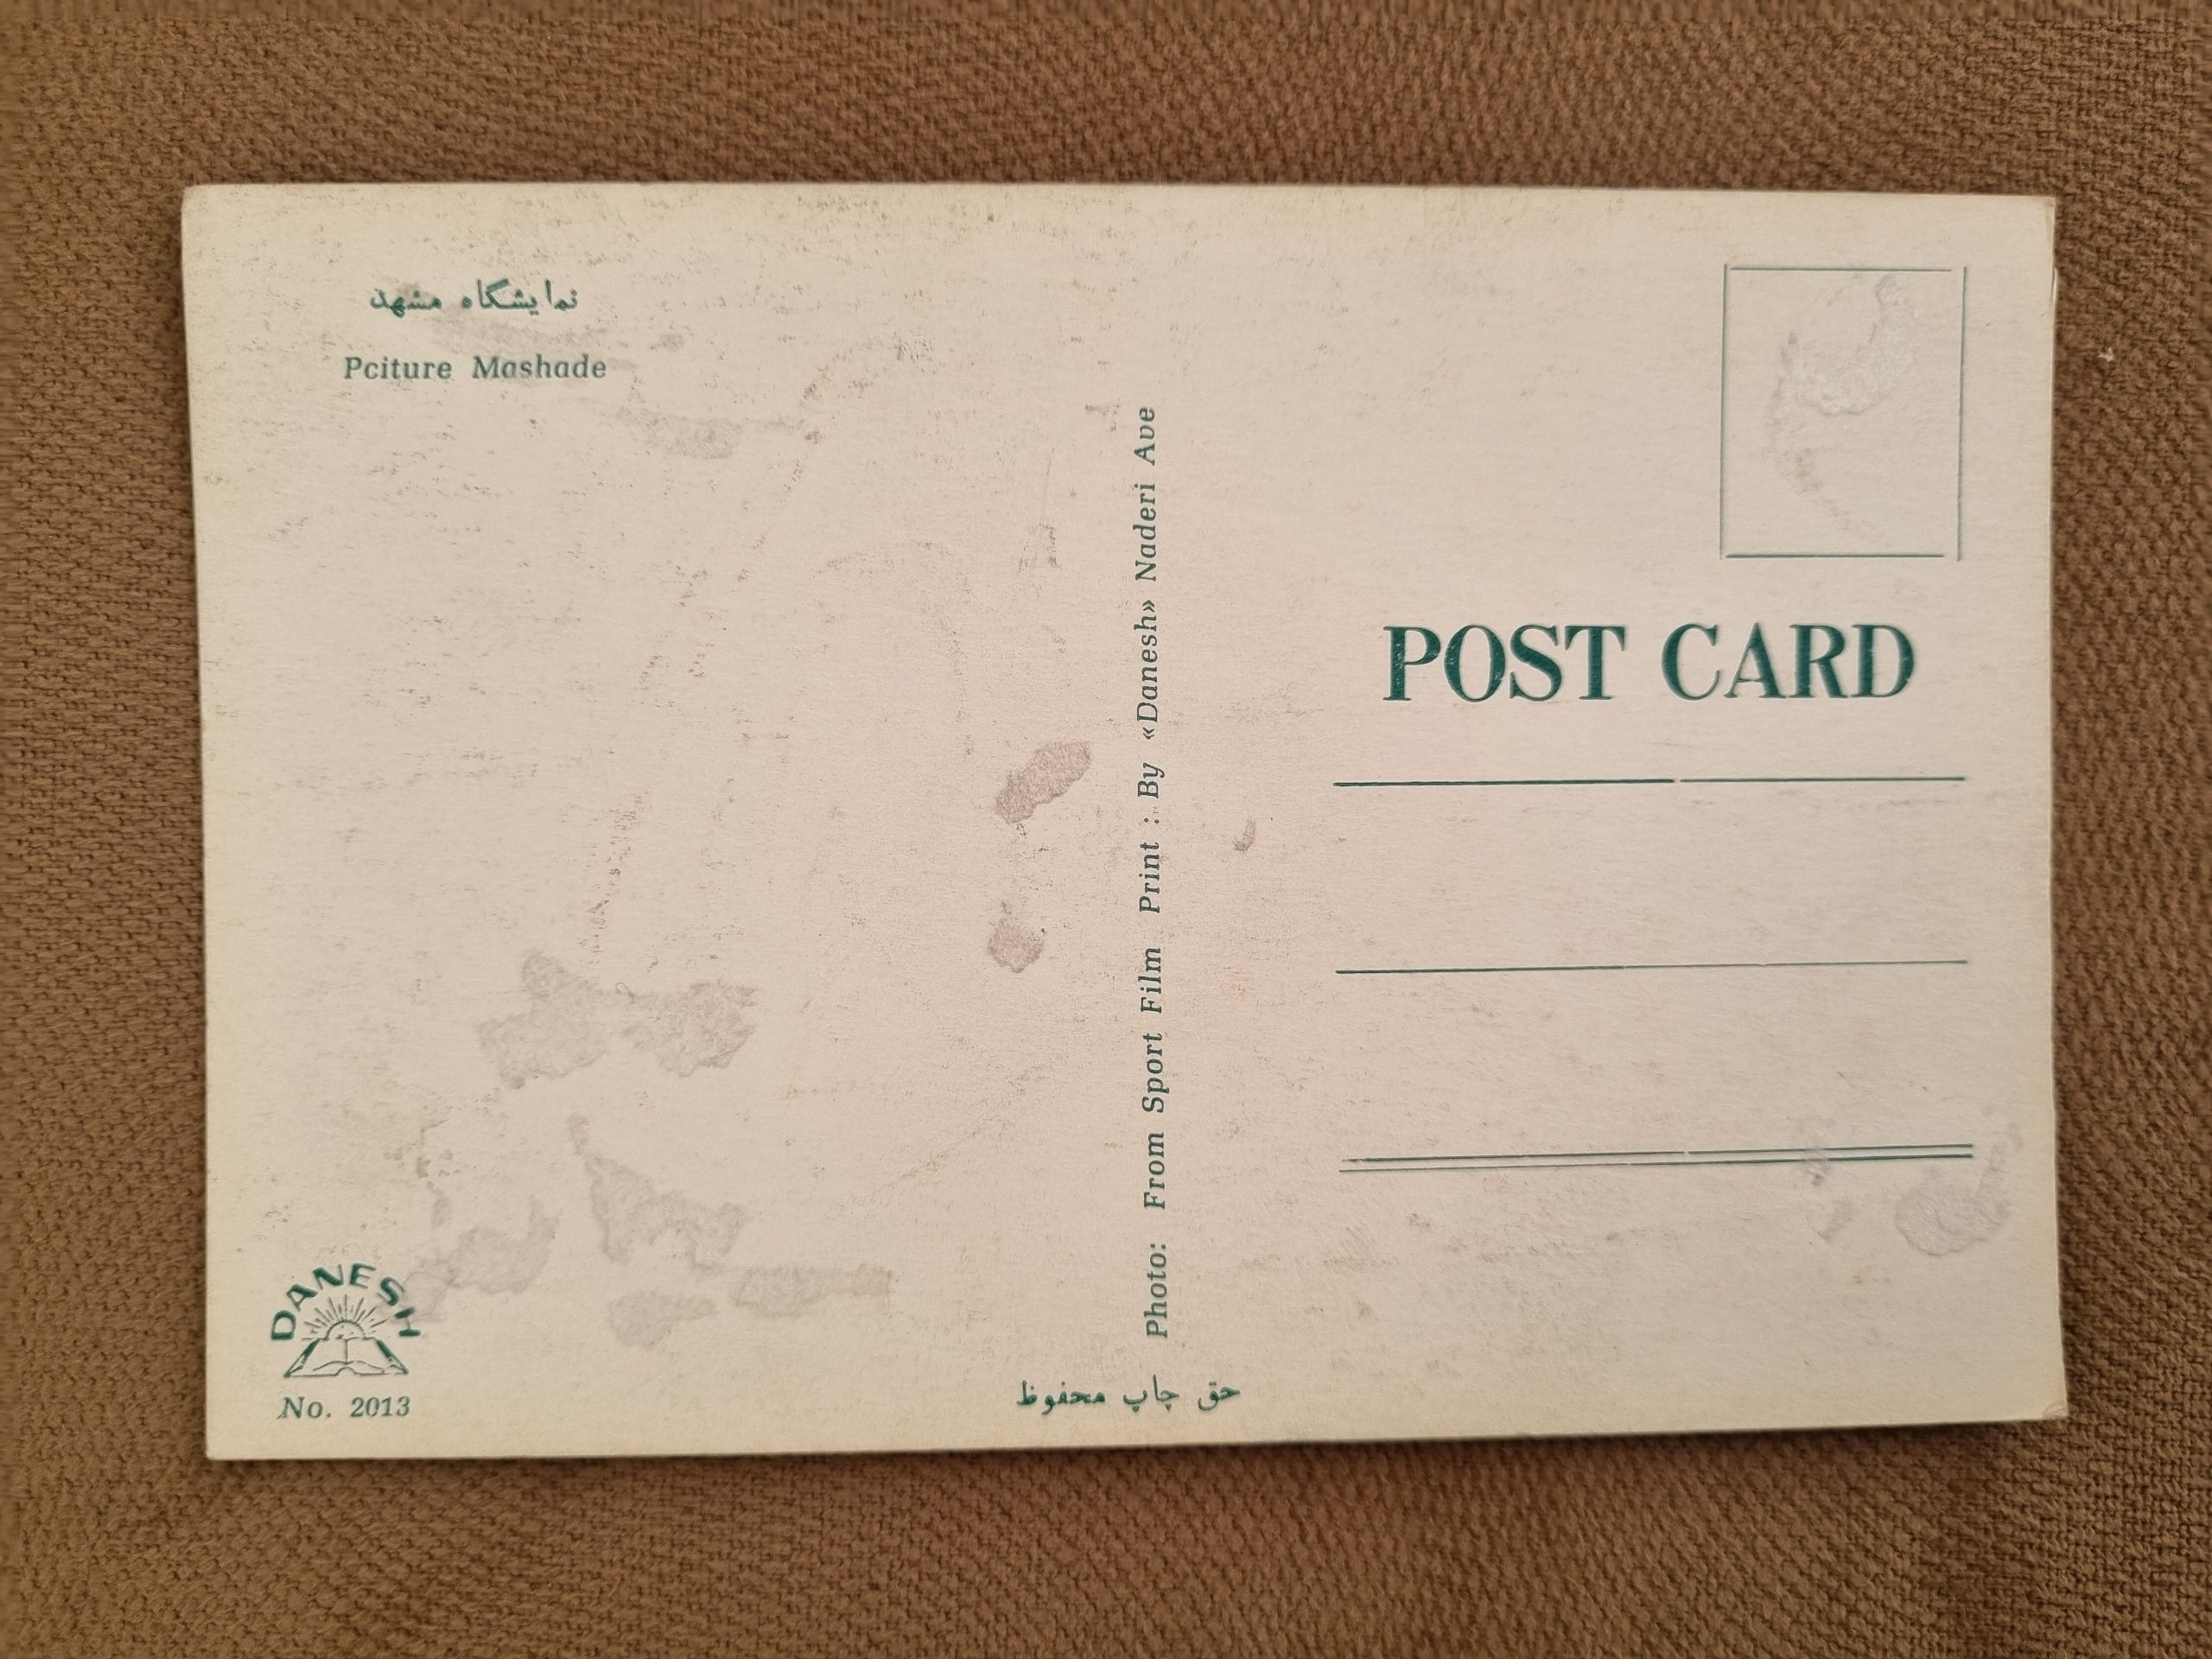 نمایشگاه مشهد
Pciture Mashade
DANESH
No. 2013
Photo: From Sport Film Print : By «Danesh» Naderi Ave
حق چاپ محفوظ
POST CARD